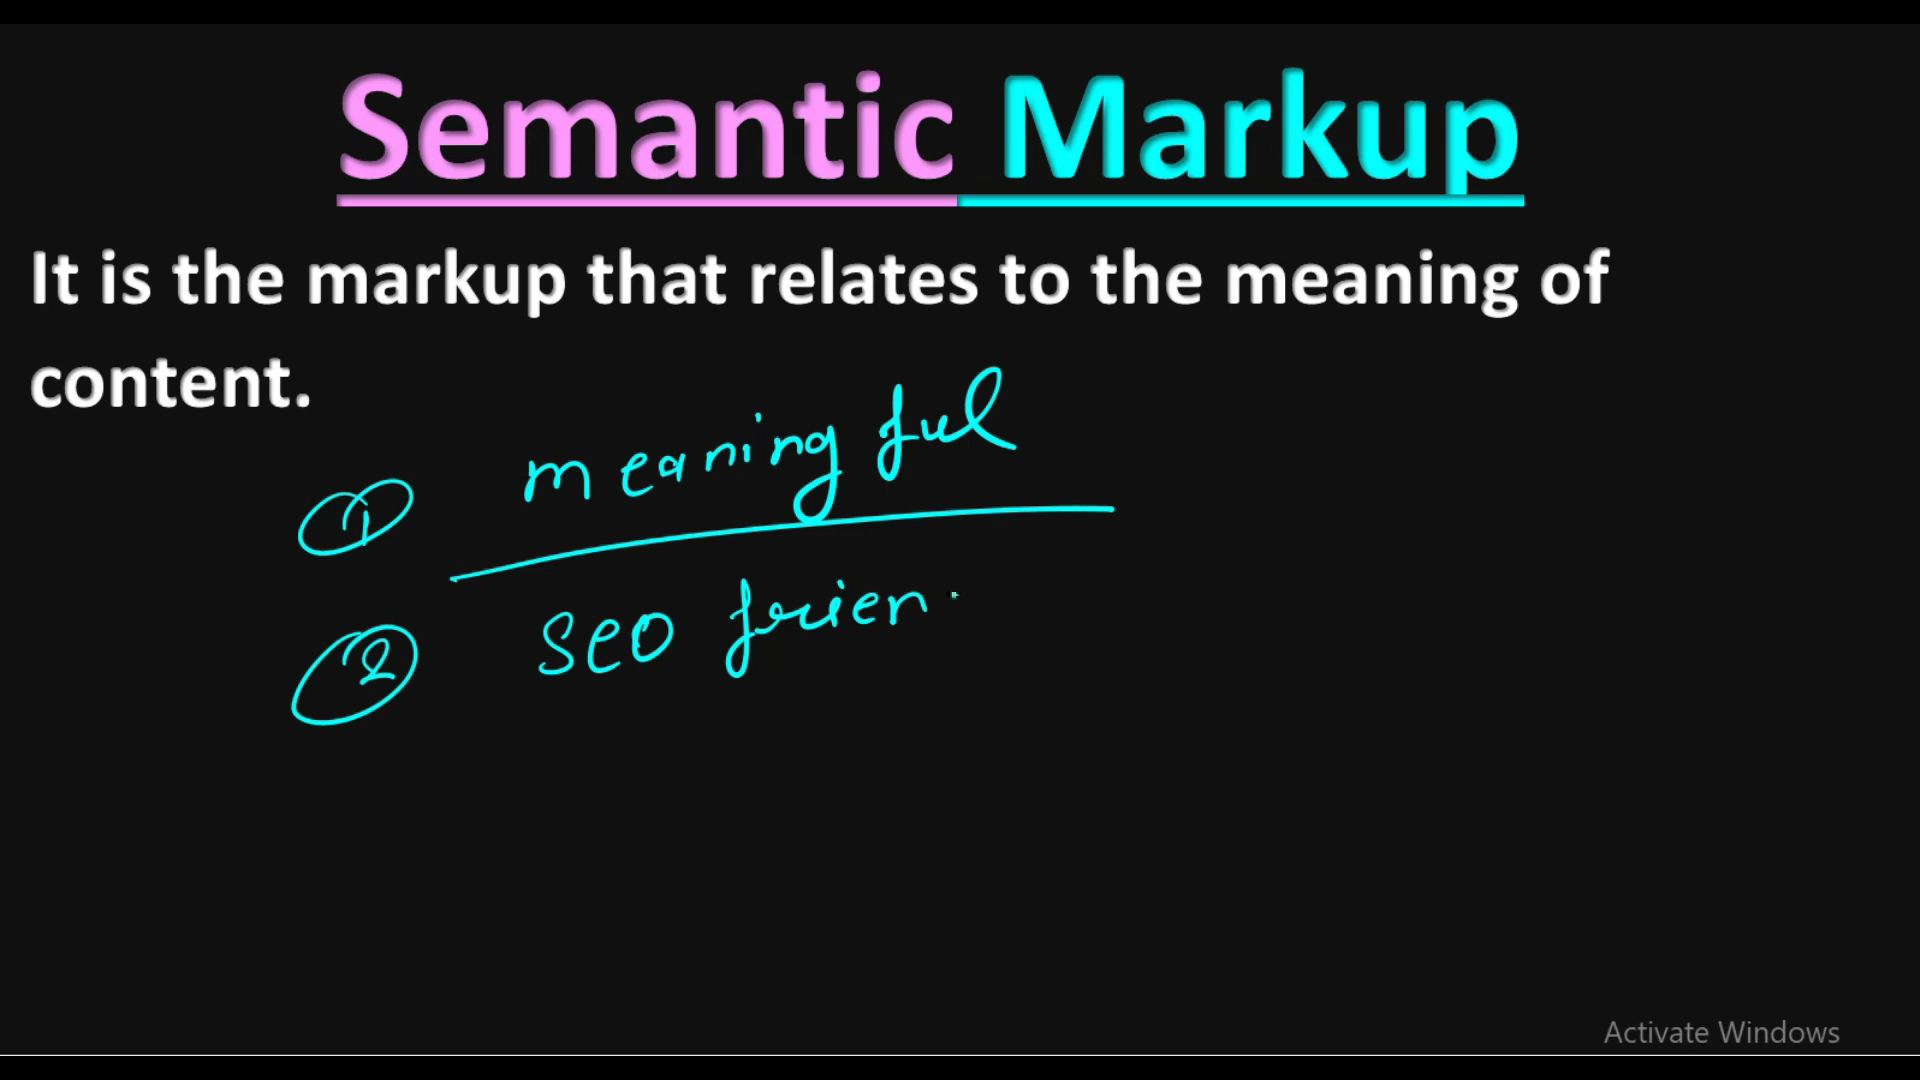 Semantic Markup
It is the markup that relates to the meaning of
content.
1 meaningful
2 SEO frien
Activate Windows